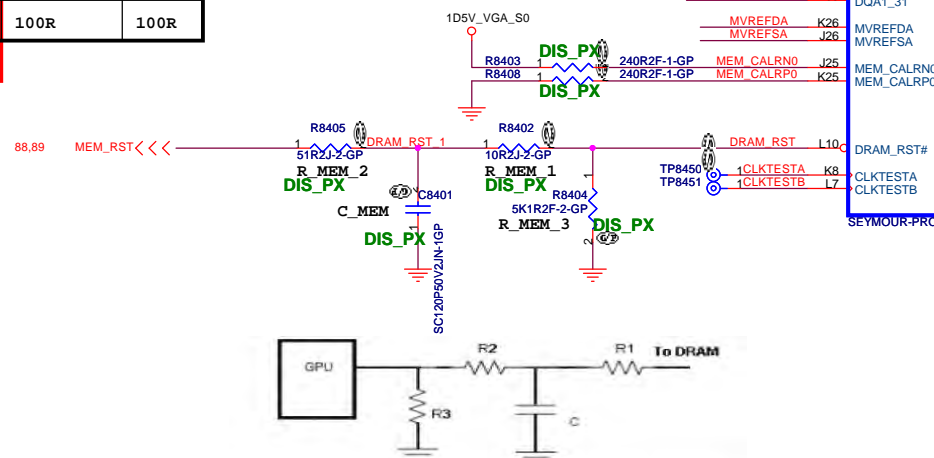 100R 100R
1D5V_VGA_S0
DQA1_31
MVREFDA K26 MVREFDA
MVREFSA J26 MVREFSA
DIS_PX
R8403 1 240R2F-1-GP MEM_CALRN0 J25 MEM_CALRN0
R8408 1 240R2F-1-GP MEM_CALRP0 K25 MEM_CALRP0
DIS_PX
R8405 R8402
88,89 MEM_RST 1 DRAM_RST_1 1 DRAM_RST L10 DRAM_RST#
51R2J-2-GP 10R2J-2-GP
R_MEM_2 R_MEM_1
DIS_PX DIS_PX
TP8450 1 CLKTESTA K8 CLKTESTA
TP8451 1 CLKTESTB L7 CLKTESTB
C8401 1 R8404
C_MEM 1 5K1R2F-2-GP
R_MEM_3 DIS_PX
DIS_PX 2
SC120P50V2JN-1GP
SEYMOUR-PRO
GPU R2 R1 To DRAM
R3 C